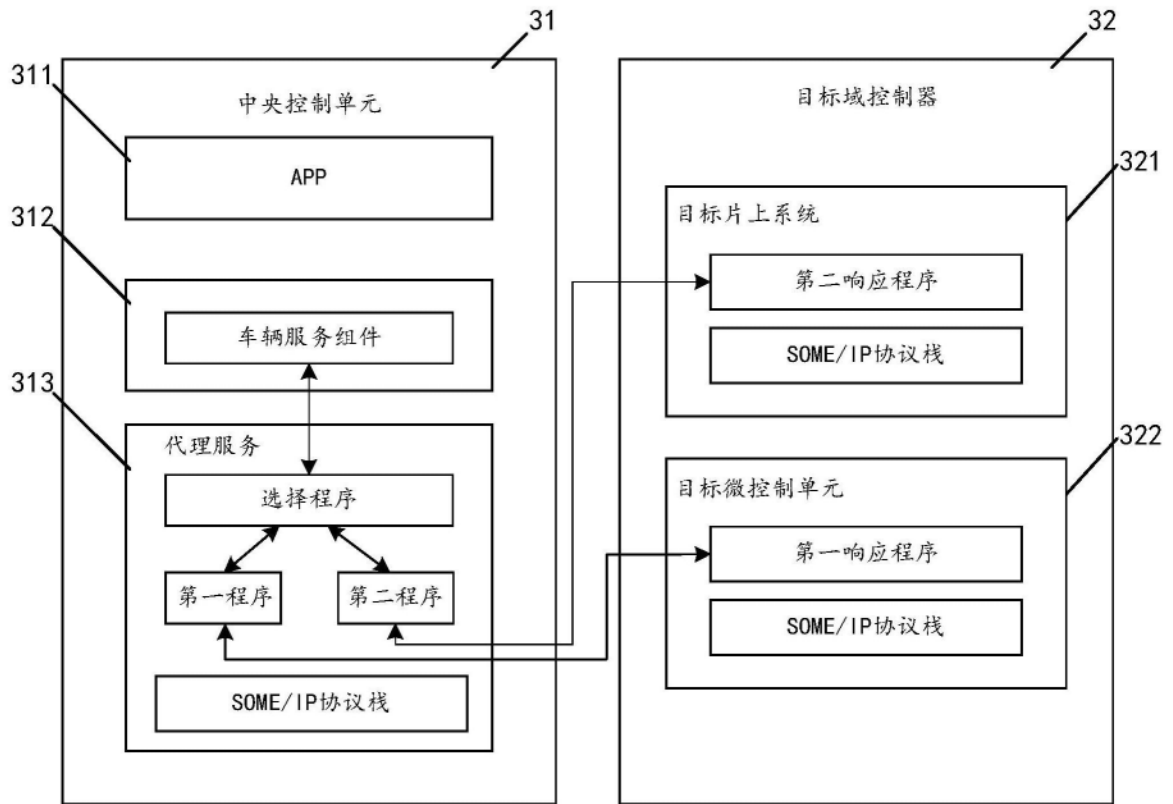 31
32
311
中央控制单元
目标域控制器
APP
321
目标片上系统
312
第二响应程序
车辆服务组件
SOME/IP协议栈
313
322
代理服务
目标微控制单元
选择程序
第一响应程序
第一程序
第二程序
SOME/IP协议栈
SOME/IP协议栈